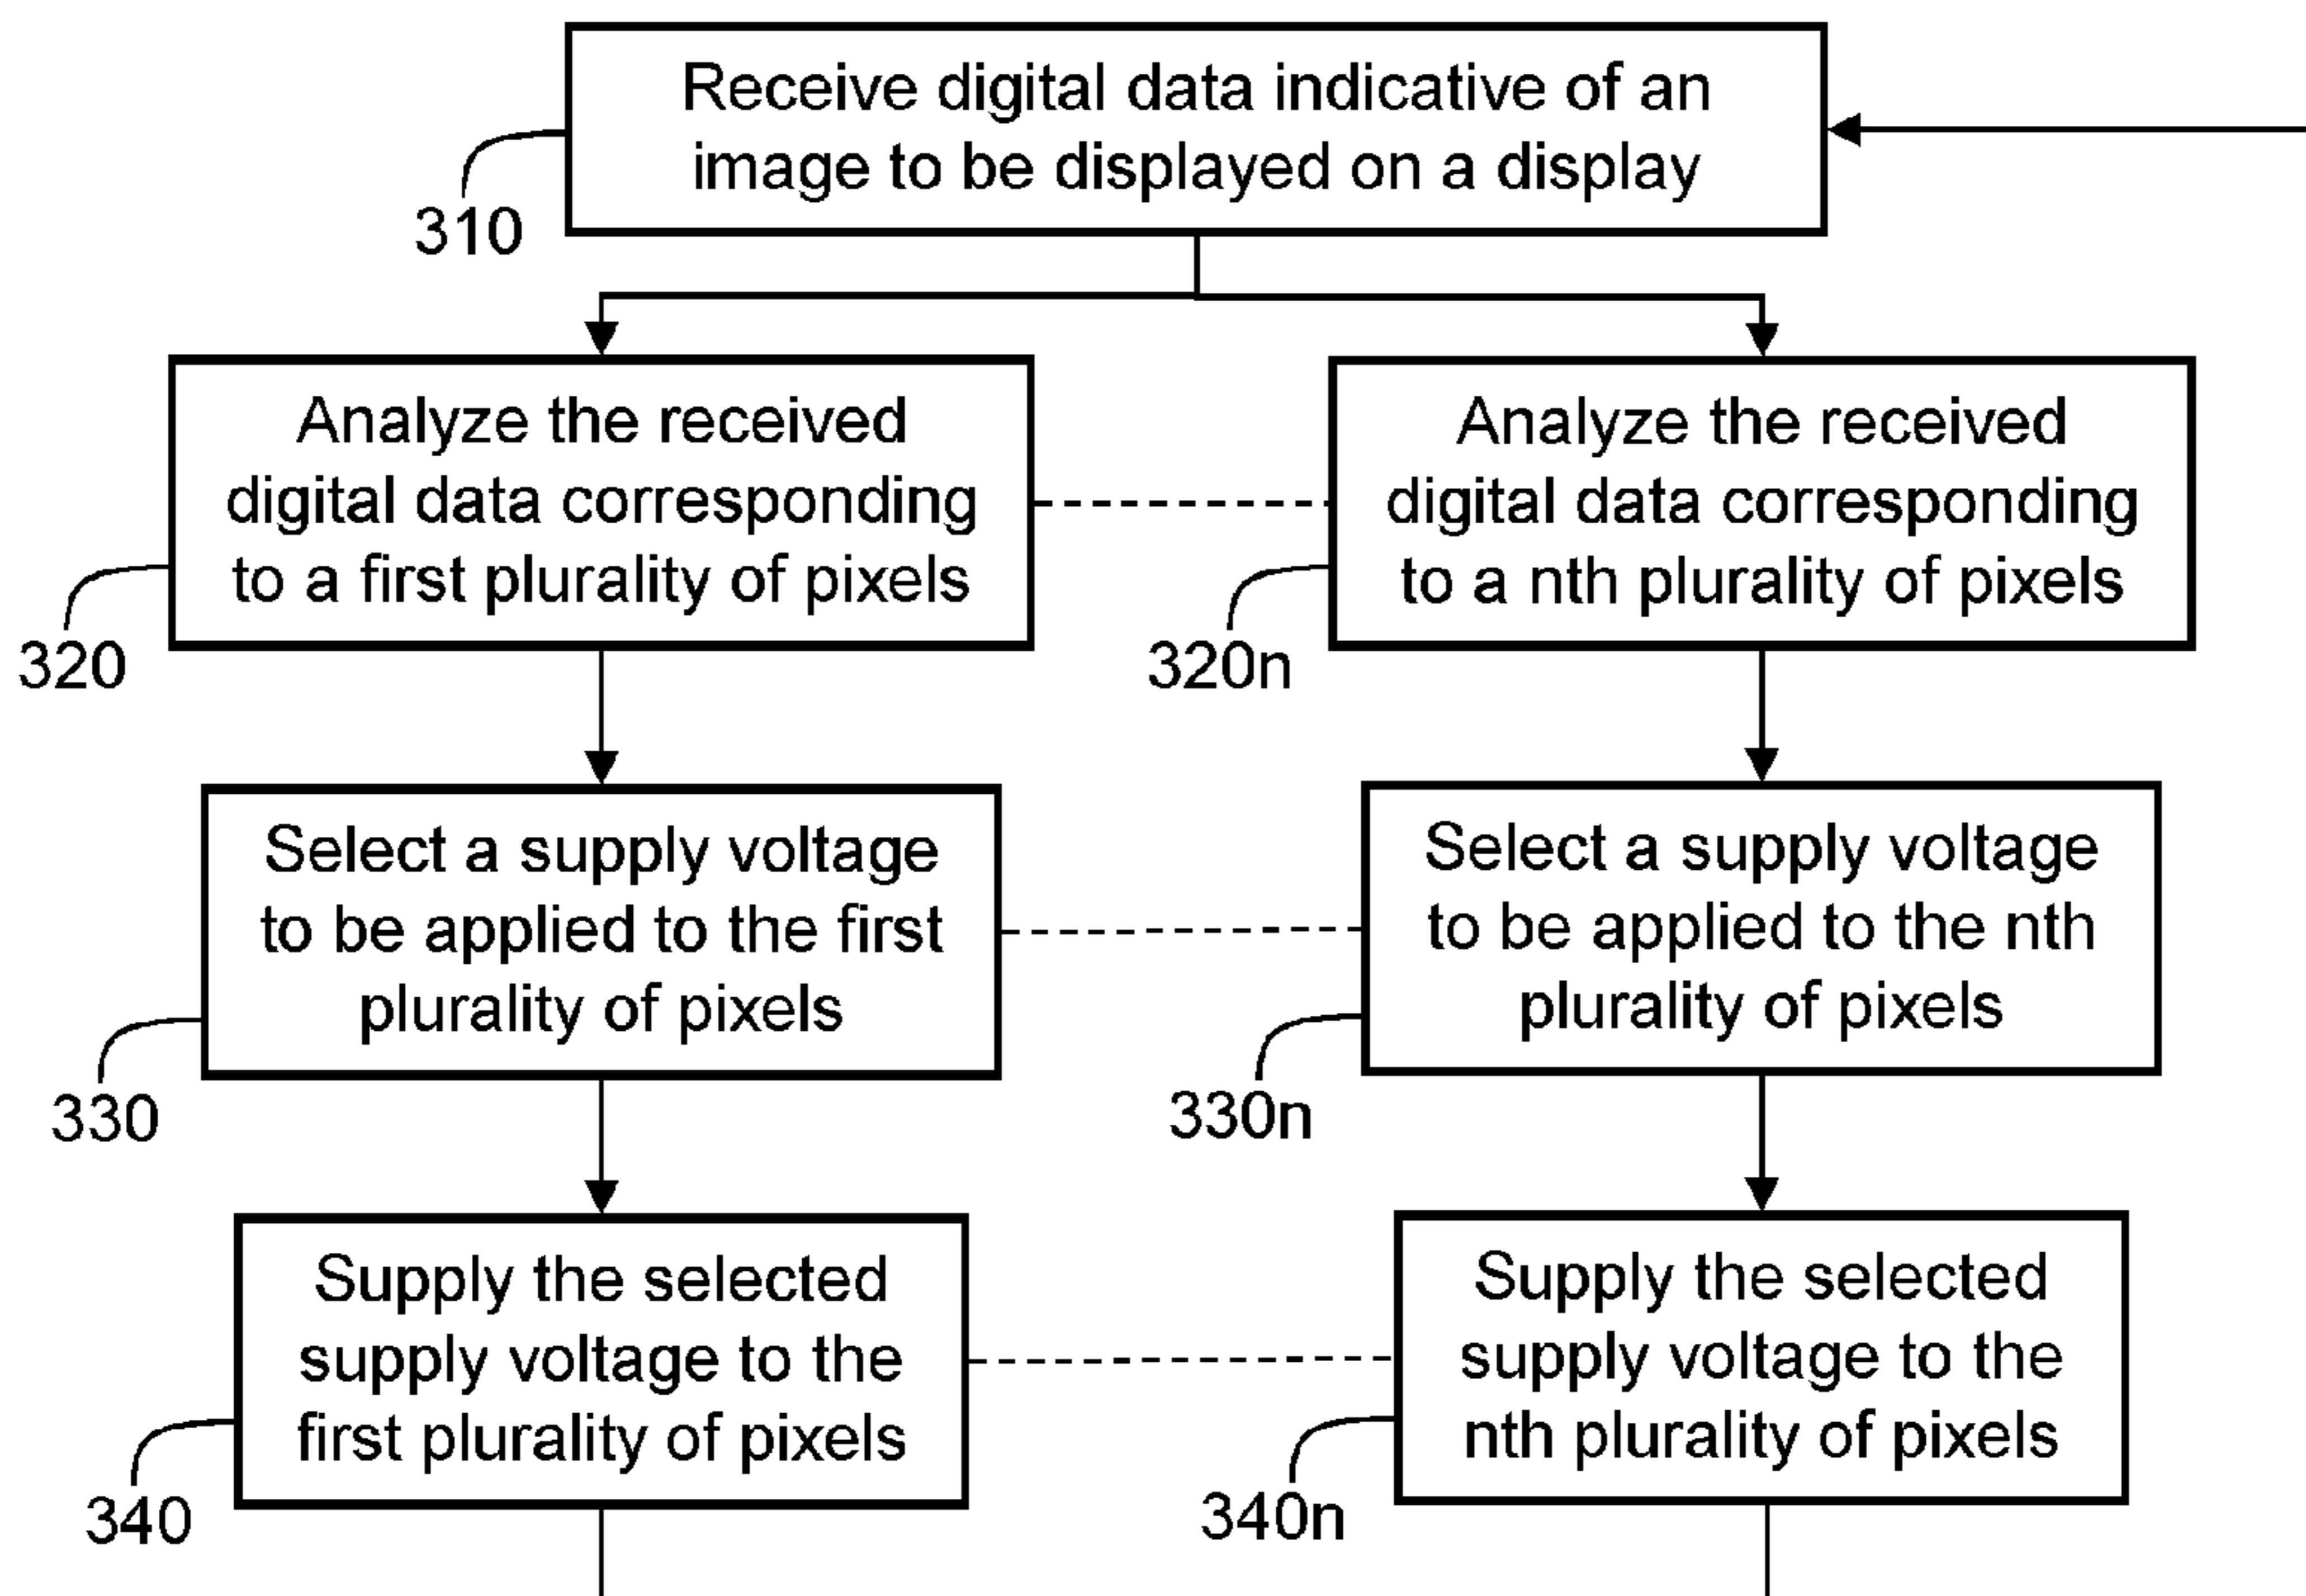 Receive digital data indicative of an
image to be displayed on a display
310
Analyze the received
digital data corresponding
to a first plurality of pixels
320
Analyze the received
digital data corresponding
to a nth plurality of pixels
320n
Select a supply voltage
to be applied to the first
plurality of pixels
330
Select a supply voltage
to be applied to the nth
plurality of pixels
330n
Supply the selected
supply voltage to the
first plurality of pixels
340
Supply the selected
supply voltage to the
nth plurality of pixels
340n